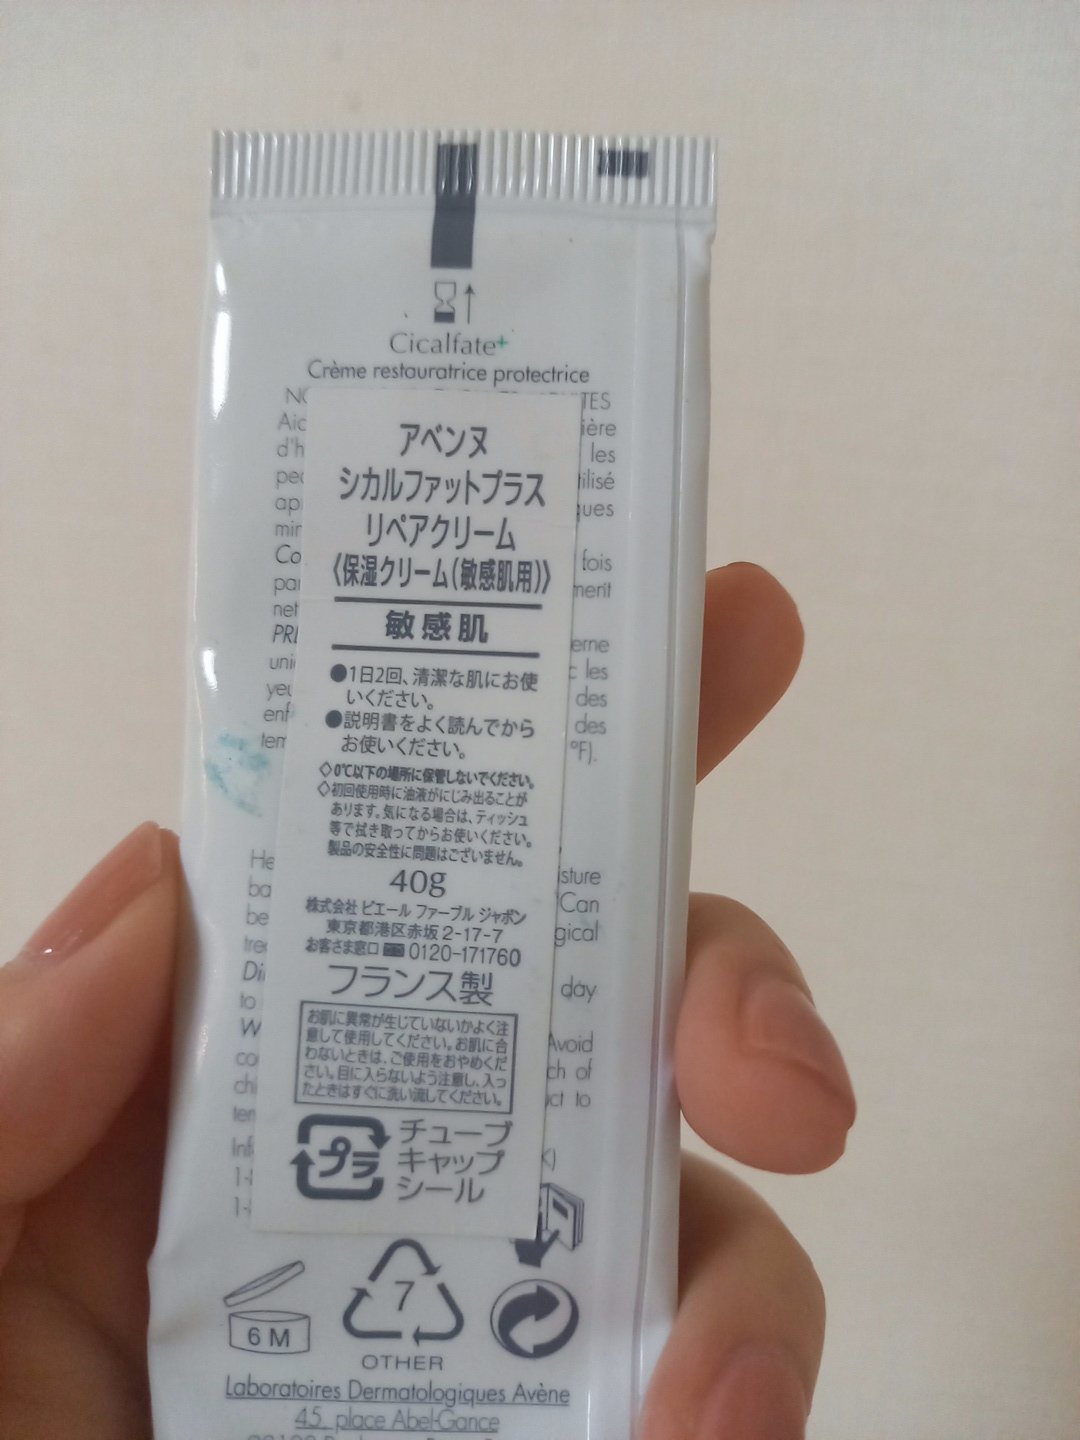 Cicalfate+
Crème restauratrice protectrice
ières
les
ques
fois
アベンヌ
シカルファットプラス
リペアクリーム
《保湿クリーム(敏感肌用)》
敏感肌
●1日2回、清潔な肌にお使
いください。
●説明書をよく読んでから
お使いください。
◇0℃以下の場所に保管しないでください。
◇初回使用時に油液がにじみ出ることが
あります。気になる場合は、ティッシュ
等で拭き取ってからお使いください。
製品の安全性に問題はございません。
40g
株式会社 ピエール ファーブル ジャポン
東京都港区赤坂 2-17-7
お客さま窓口 0120-171760
フランス製
お肌に異常が生じていないかよく注
意して使用してください。お肌に合
わないときは、ご使用をおやめくだ
さい。目に入らないよう注意し、入っ
たときはすぐに洗い流してください。
プラ
チューブ
キャップ
シール
les
des
des
°F).
Can
day
Avoid
to
6 M
7
OTHER
Laboratoires Dermatologiques Avène
45, place Abel-Gance